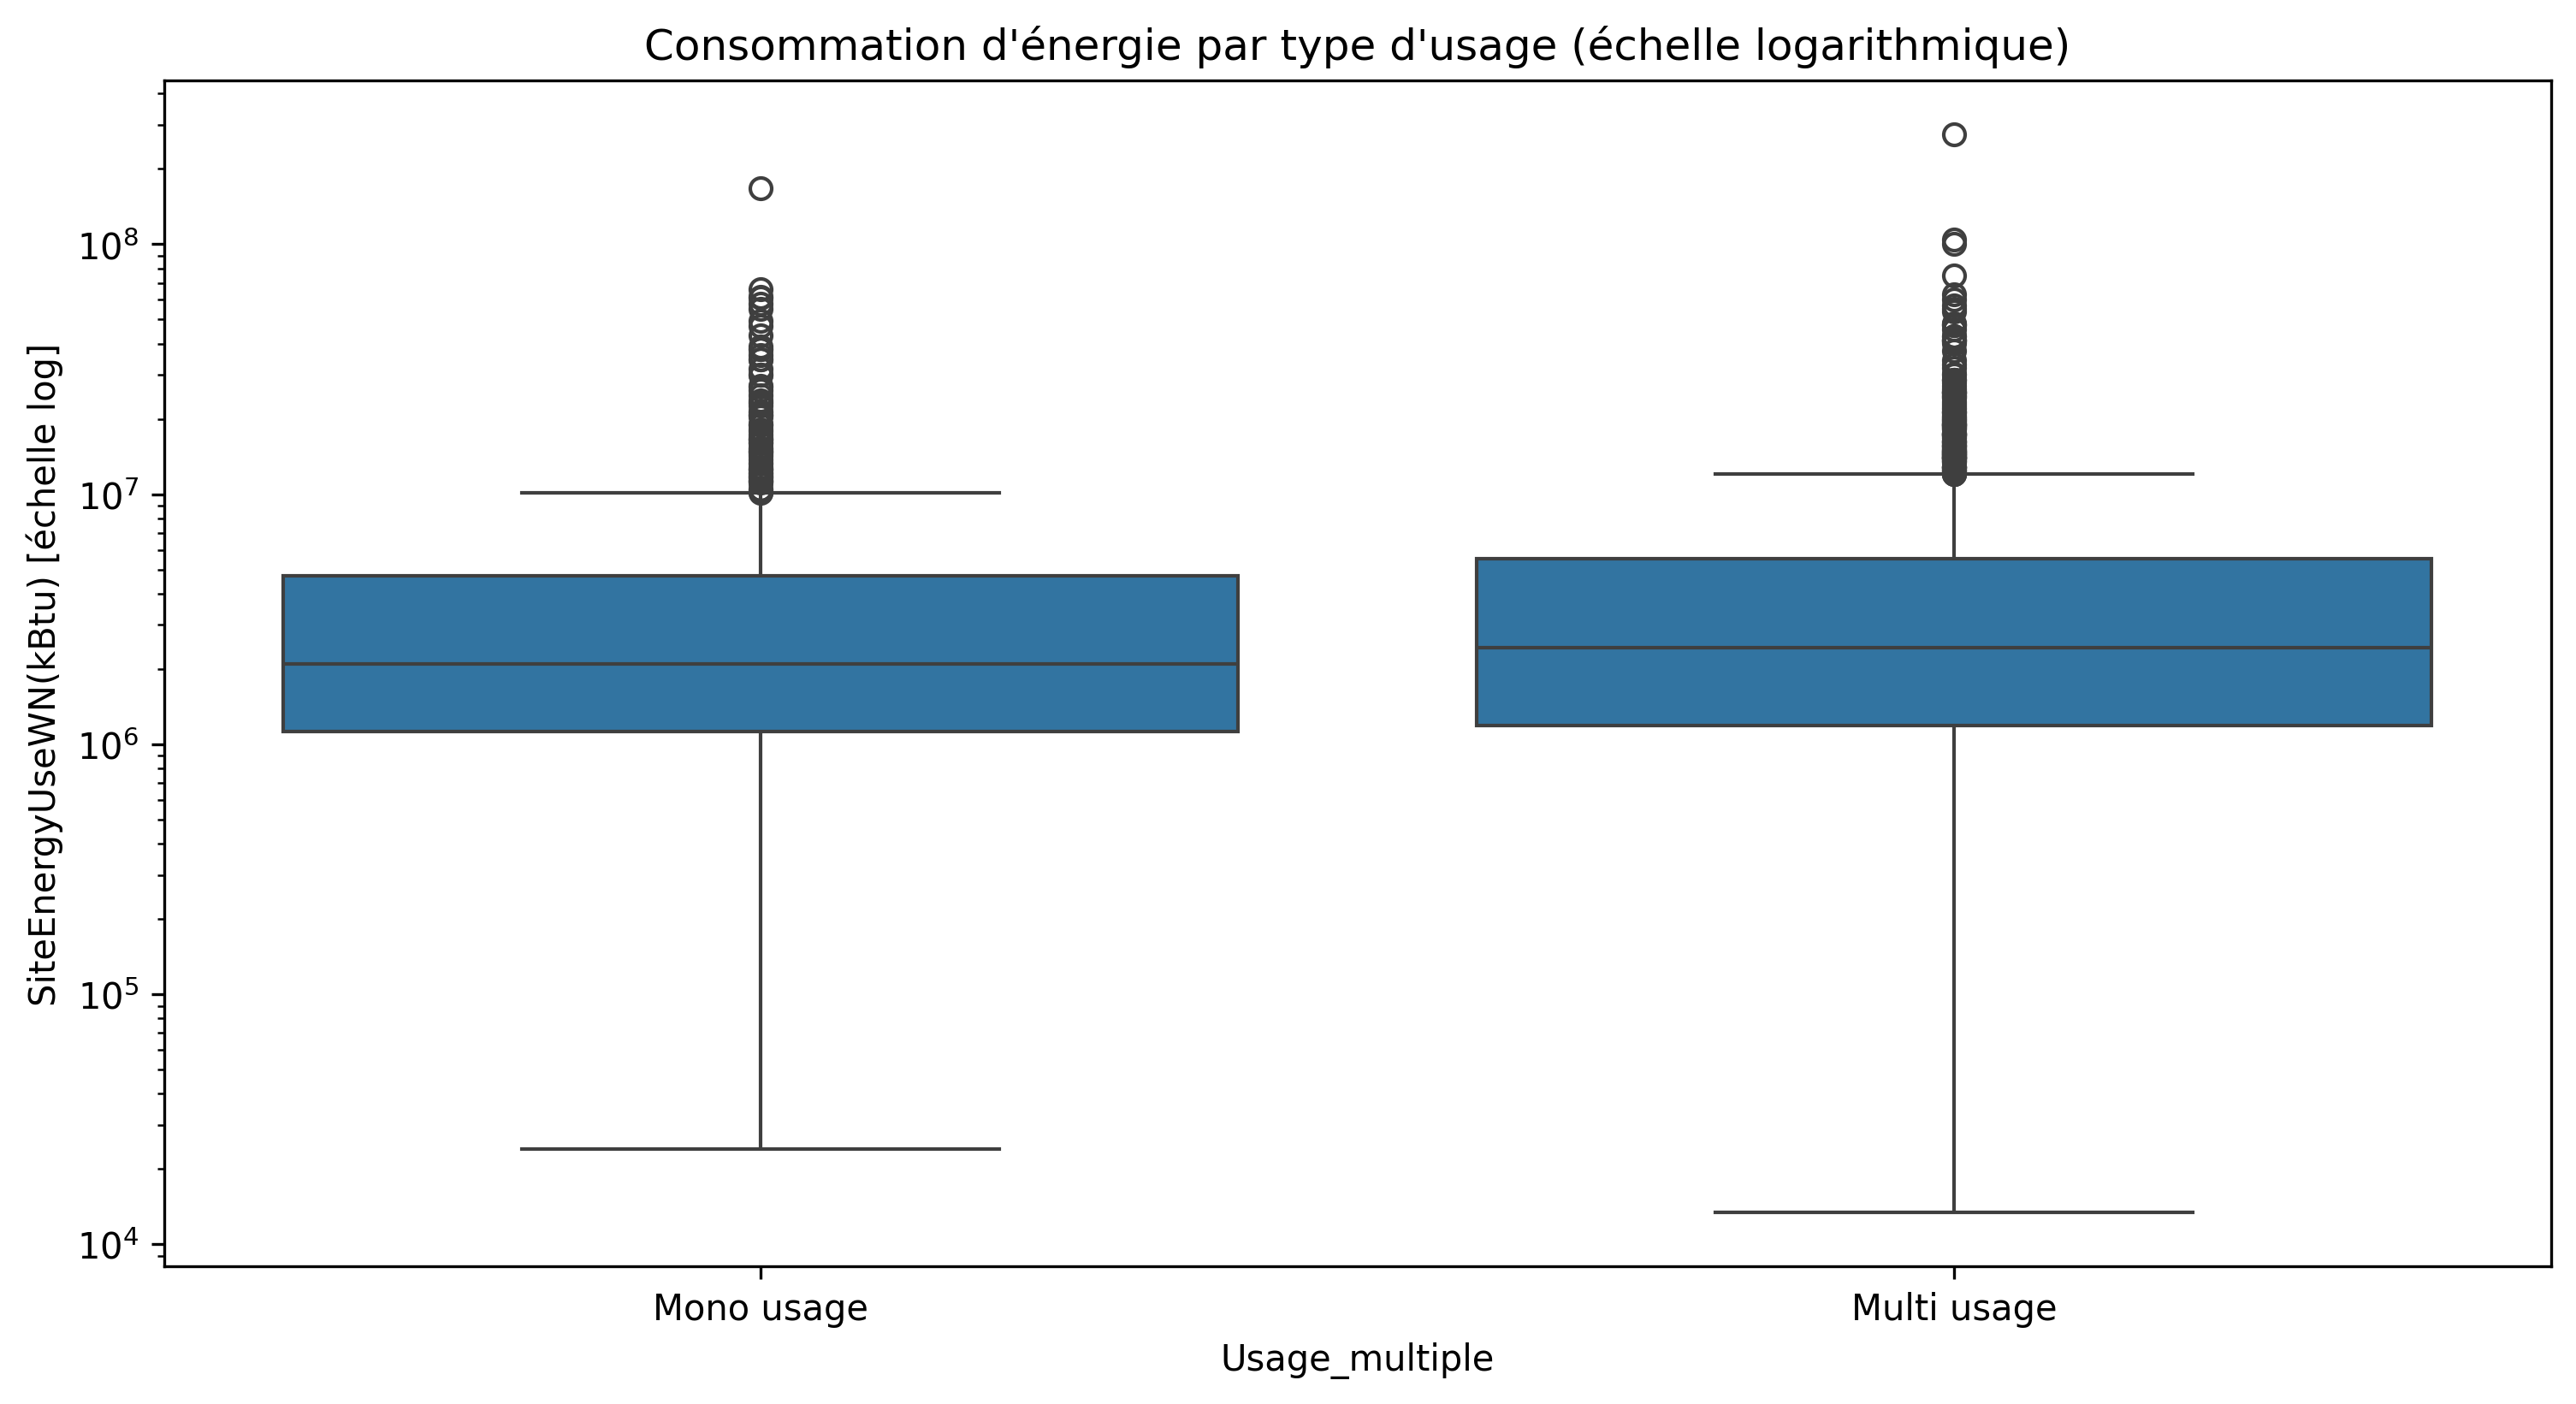 Consommation d'énergie par type d'usage (échelle logarithmique)
SiteEnergyUseWN(kBtu) [échelle log]
10⁸
10⁷
10⁶
10⁵
10⁴
Mono usage
Multi usage
Usage_multiple